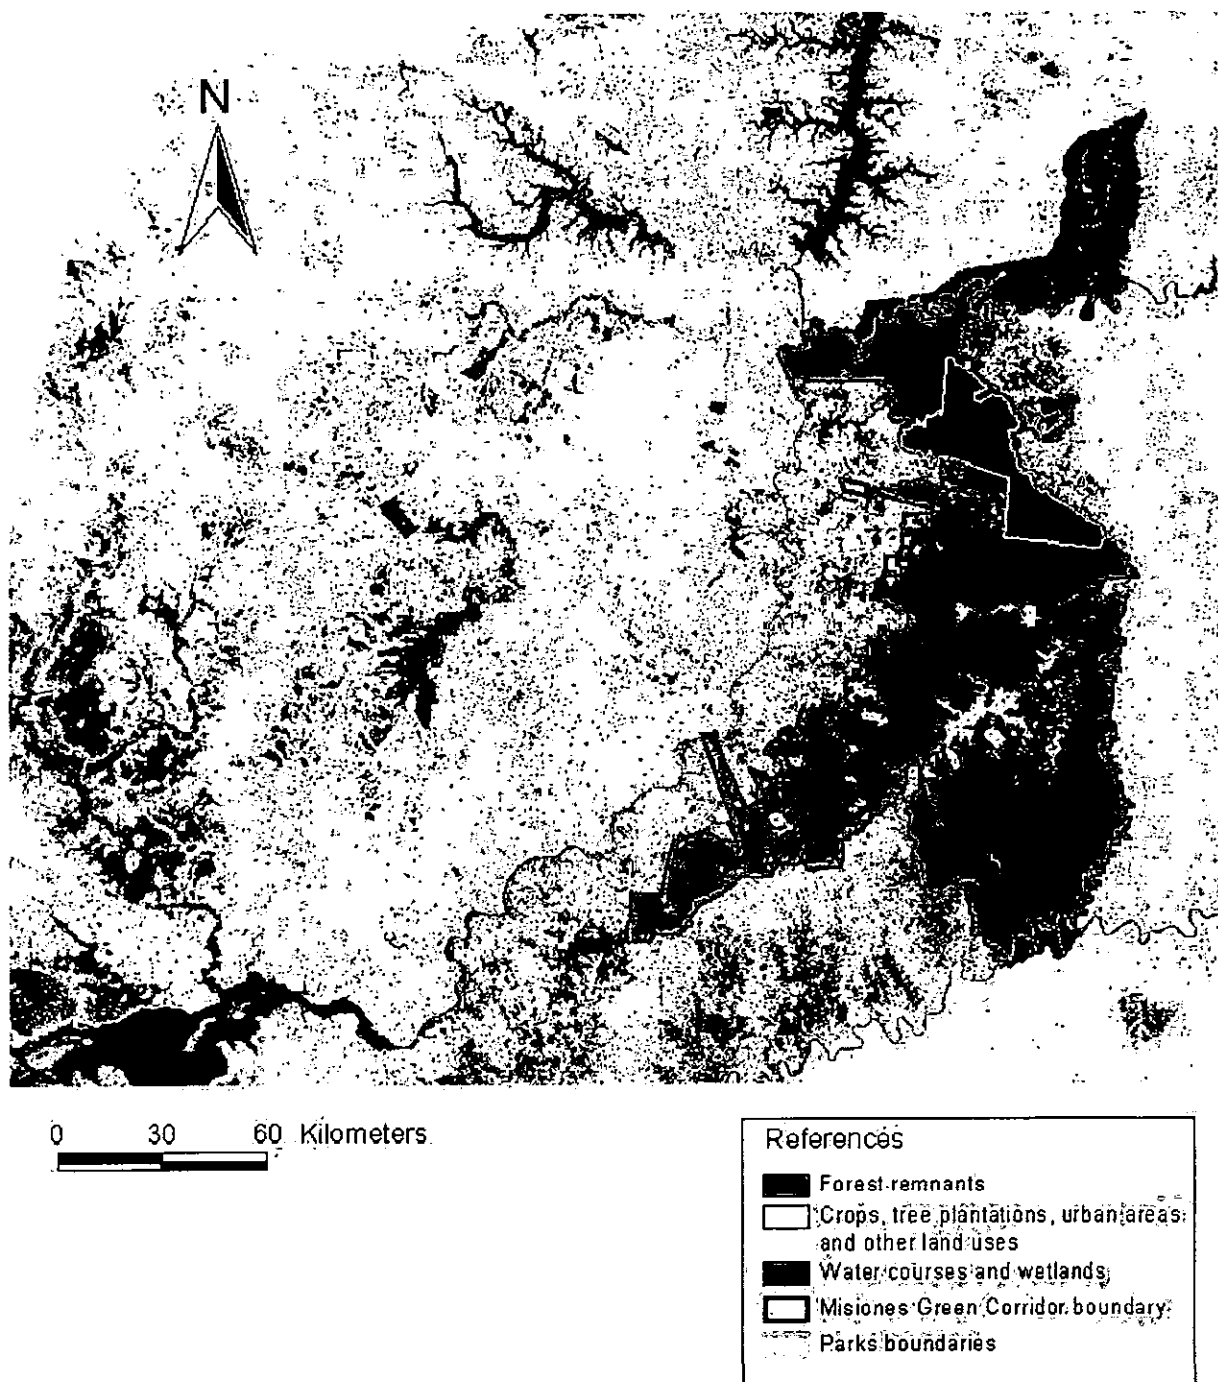 N
0 30 60 Kilometers
References
Forest remnants
Crops, tree plantations, urban areas
and other land uses
Water courses and wetlands
Misiones Green Corridor boundary
Parks boundaries